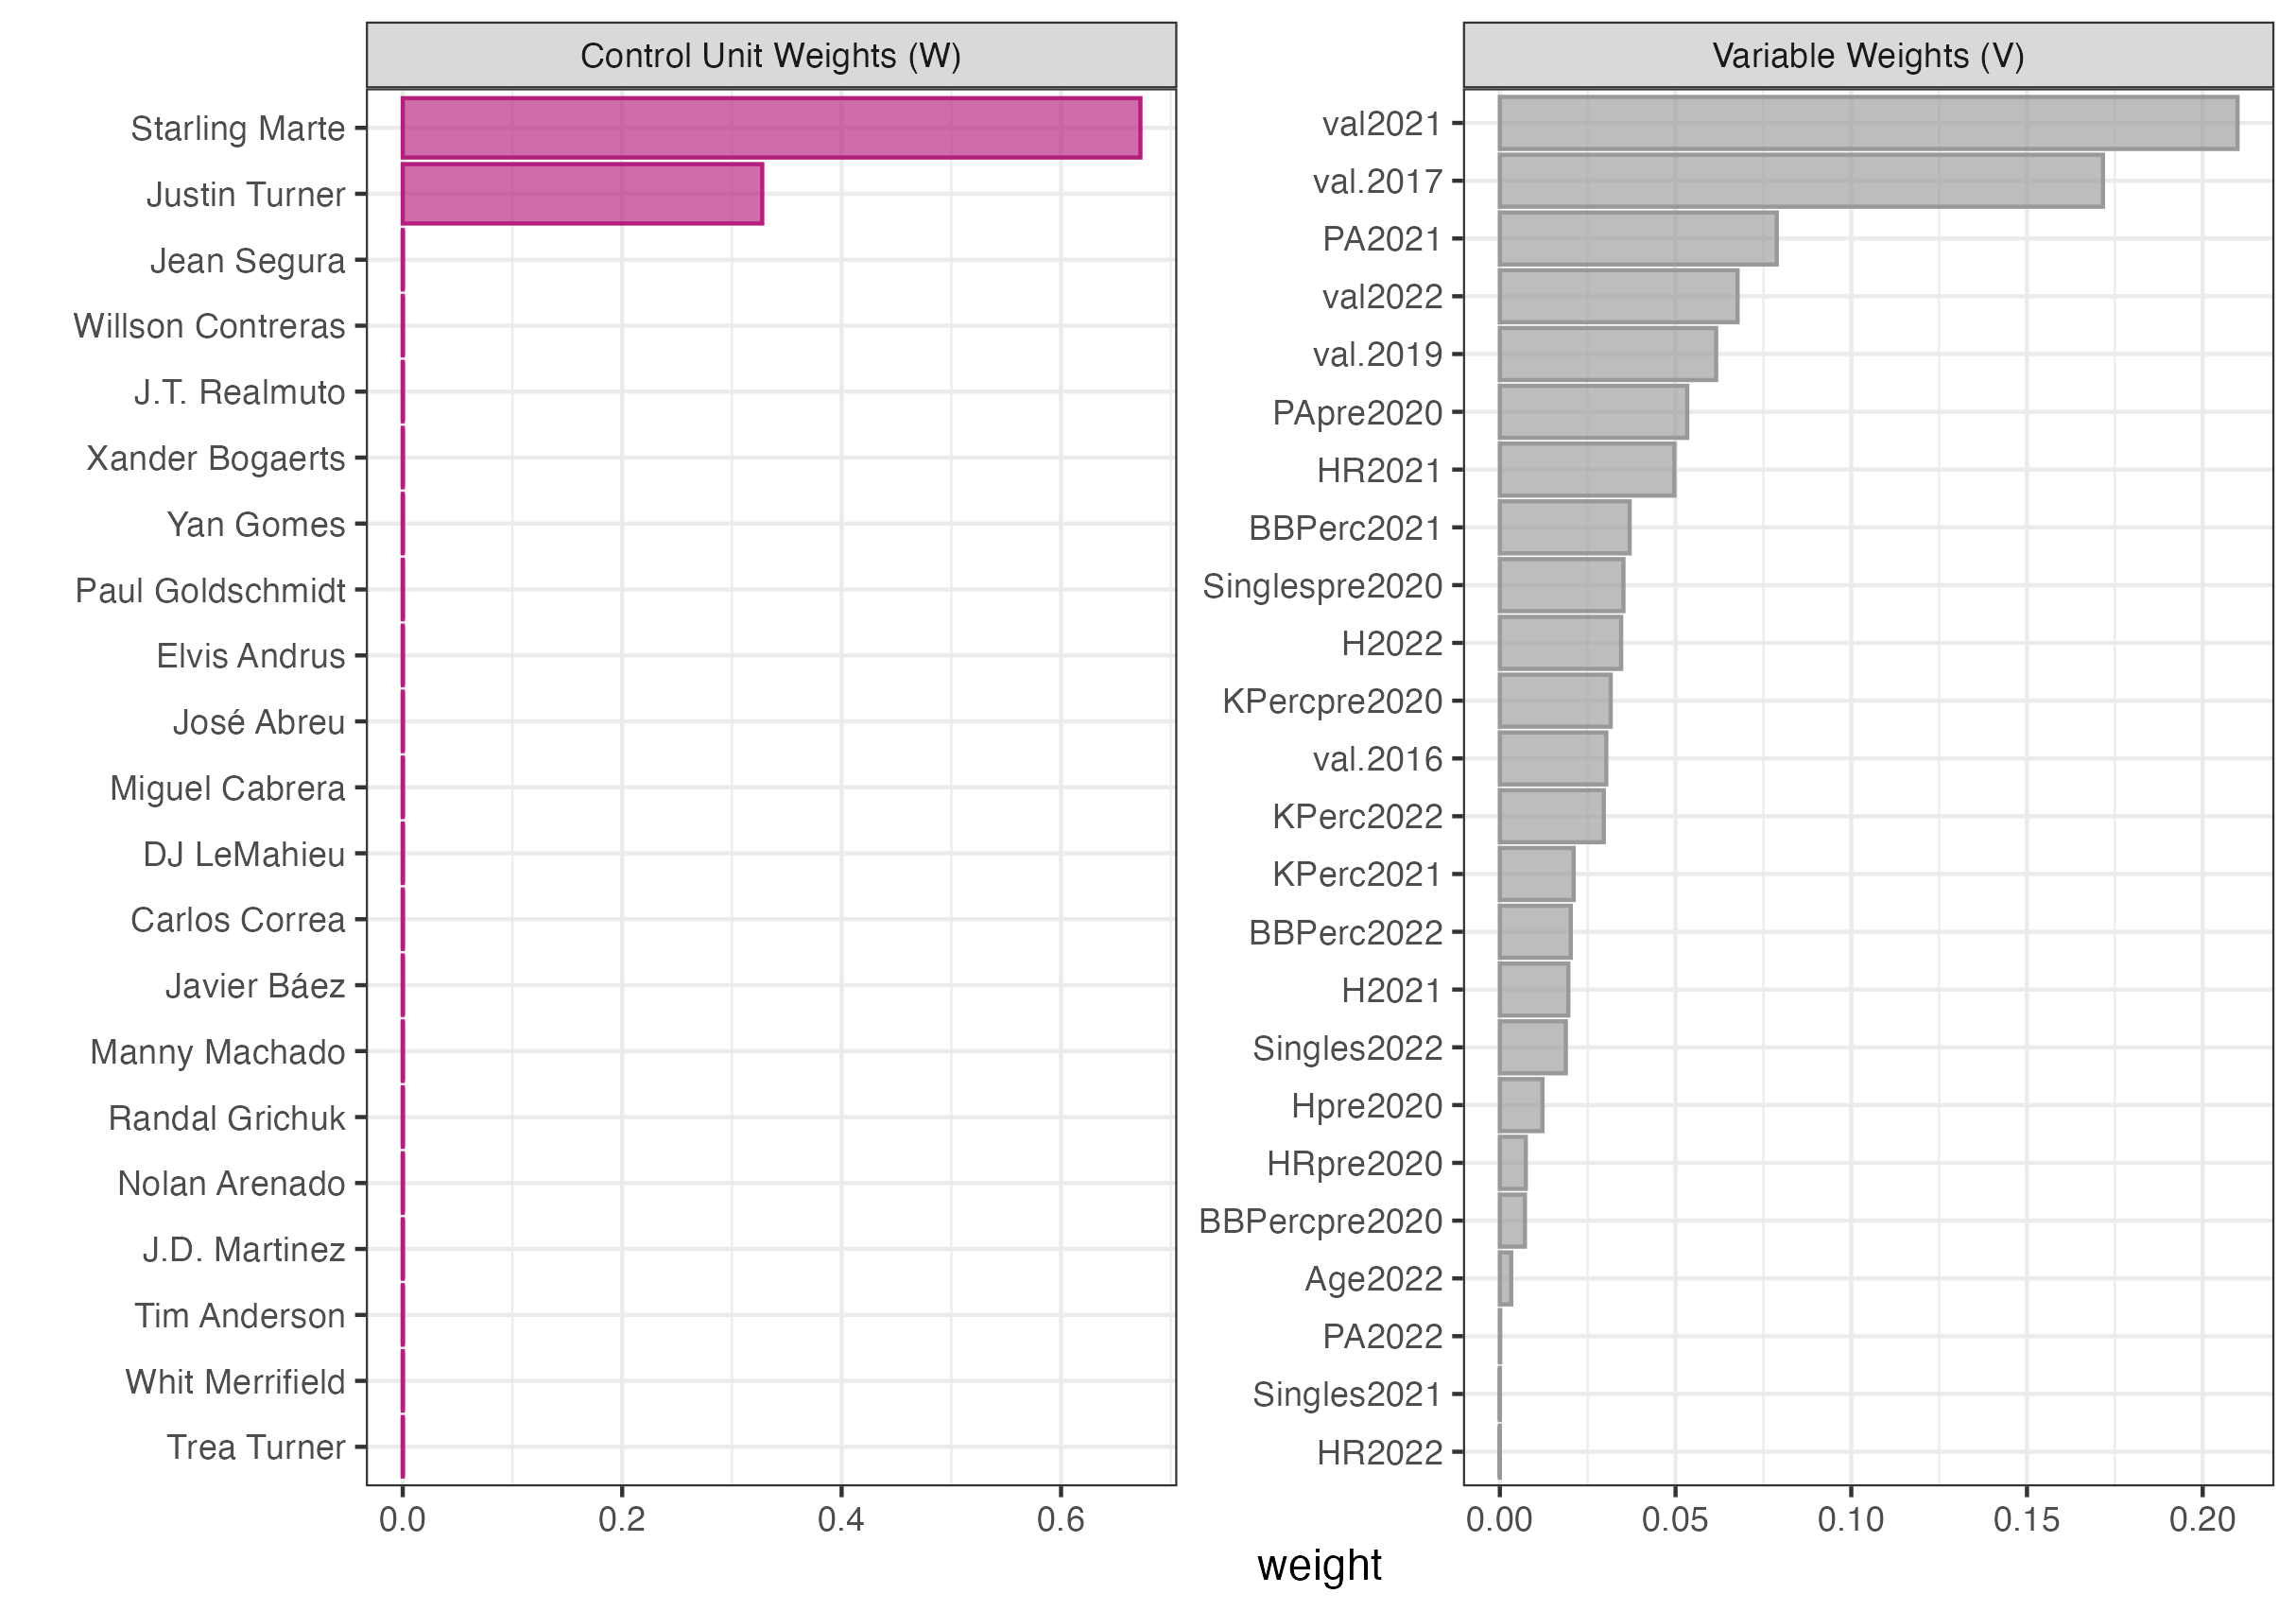 Control Unit Weights (W)
Starling Marte
Justin Turner
Jean Segura
Willson Contreras
J.T. Realmuto
Xander Bogaerts
Yan Gomes
Paul Goldschmidt
Elvis Andrus
José Abreu
Miguel Cabrera
DJ LeMahieu
Carlos Correa
Javier Báez
Manny Machado
Randal Grichuk
Nolan Arenado
J.D. Martinez
Tim Anderson
Whit Merrifield
Trea Turner
0.0 0.2 0.4 0.6
Variable Weights (V)
val2021
val.2017
PA2021
val2022
val.2019
PApre2020
HR2021
BBPerc2021
Singlespre2020
H2022
KPercpre2020
val.2016
KPerc2022
KPerc2021
BBPerc2022
H2021
Singles2022
Hpre2020
HRpre2020
BBPercpre2020
Age2022
PA2022
Singles2021
HR2022
0.00 0.05 0.10 0.15 0.20
weight